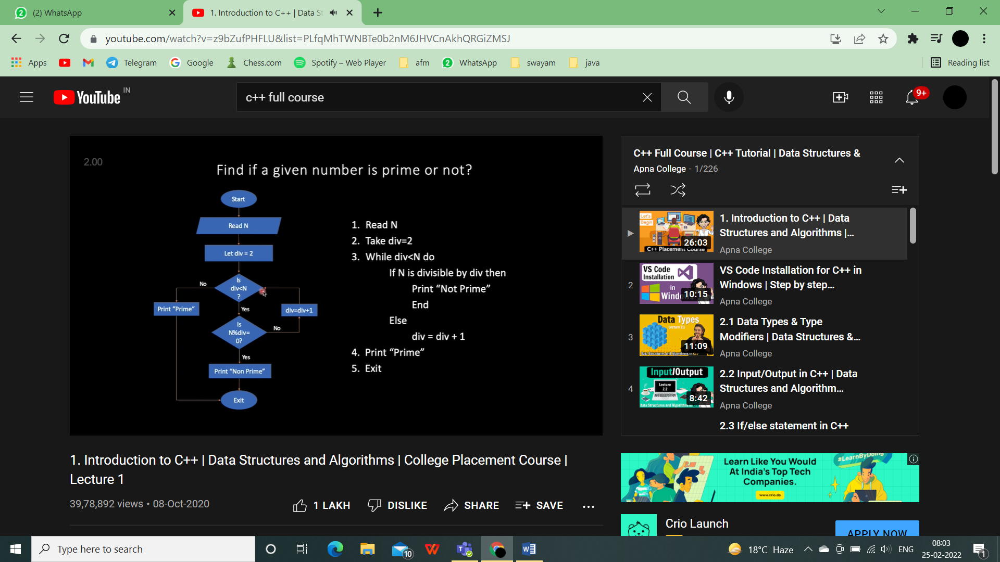 (2) WhatsApp
1. Introduction to C++ | Data St
youtube.com/watch?v=z9bZufPHFLU&list=PLfqMhTWNBTe0b2nM6JHVCnAkhQRGiZMSJ
Apps
Telegram
Google
Chess.com
Spotify – Web Player
afm
2
WhatsApp
swayam
java
Reading list
YouTube IN
c++ full course
9+
2.00
Find if a given number is prime or not?
Start
Read N
Let div = 2
Is
div<N
?
No
Yes
Print “Prime”
div=div+1
Is
N%div=
0?
No
Yes
Print “Non Prime”
Exit
1. Read N
2. Take div=2
3. While div<N do
If N is divisible by div then
Print “Not Prime”
End
Else
div = div + 1
4. Print “Prime”
5. Exit
C++ Full Course | C++ Tutorial | Data Structures &
Apna College - 1/226
Let's
Begin
26:03
C++ Placement Course
1. Introduction to C++ | Data
Structures and Algorithms |...
Apna College
2
VS Code
Installation
in
Windows
10:15
VS Code Installation for C++ in
Windows | Step by step...
Apna College
3
Data Types
Lecture 2.1
11:09
Data Structures and Algorithms in C++
2.1 Data Types & Type
Modifiers | Data Structures &...
Apna College
4
Input/Output
Lecture
2.2
8:42
Data Structures and Algorithms in C++
2.2 Input/Output in C++ | Data
Structures and Algorithm...
Apna College
2.3 If/else statement in C++
1. Introduction to C++ | Data Structures and Algorithms | College Placement Course |
Lecture 1
39,78,892 views • 08-Oct-2020
1 LAKH
DISLIKE
SHARE
SAVE
#LearnByDoing
Learn Like You Would
At India's Top Tech
Companies.
www.crio.do
Crio Launch
APPLY NOW
Type here to search
10
18°C Haze
ENG
08:03
25-02-2022
1